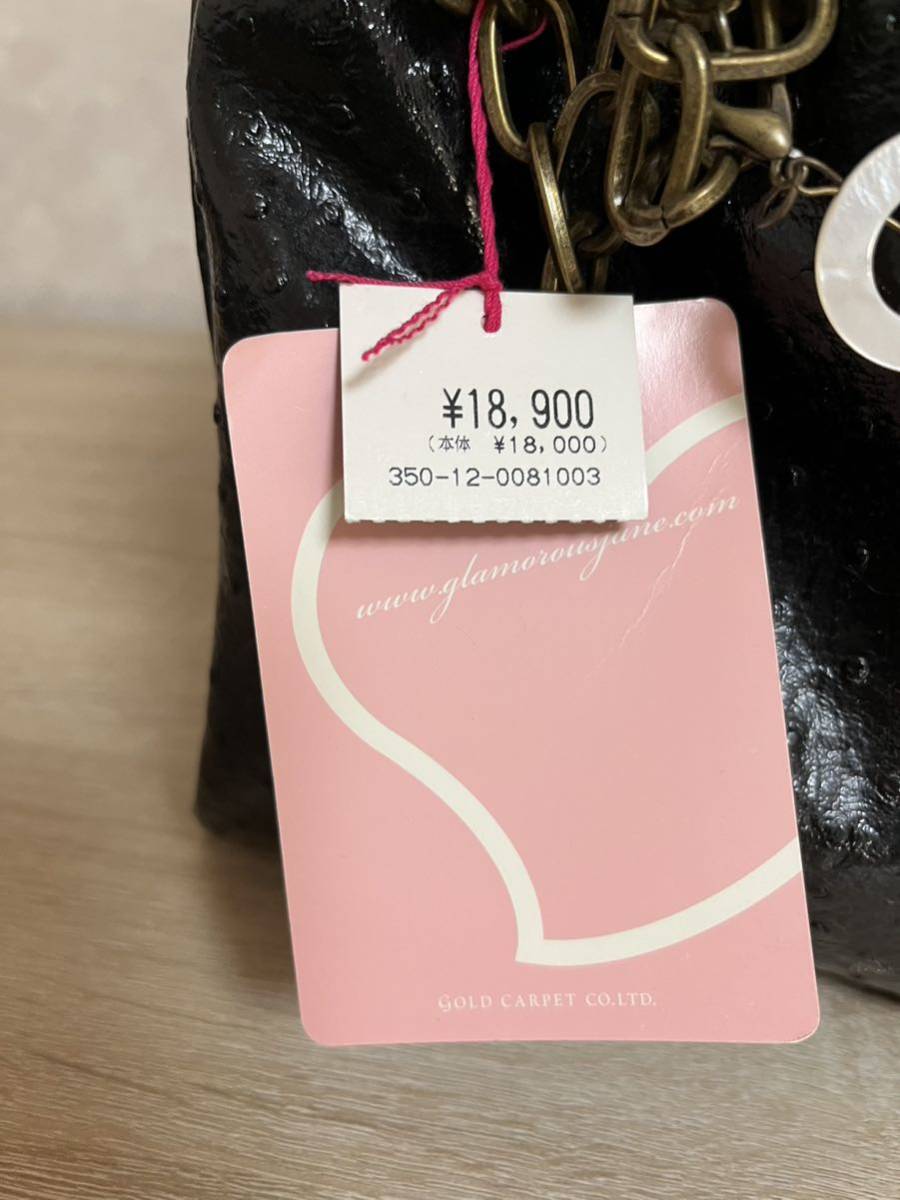 ¥18,900
(本体 ¥18,000)
350-12-0081003
www.glamorousjane.com
GOLD CARPET CO.LTD.